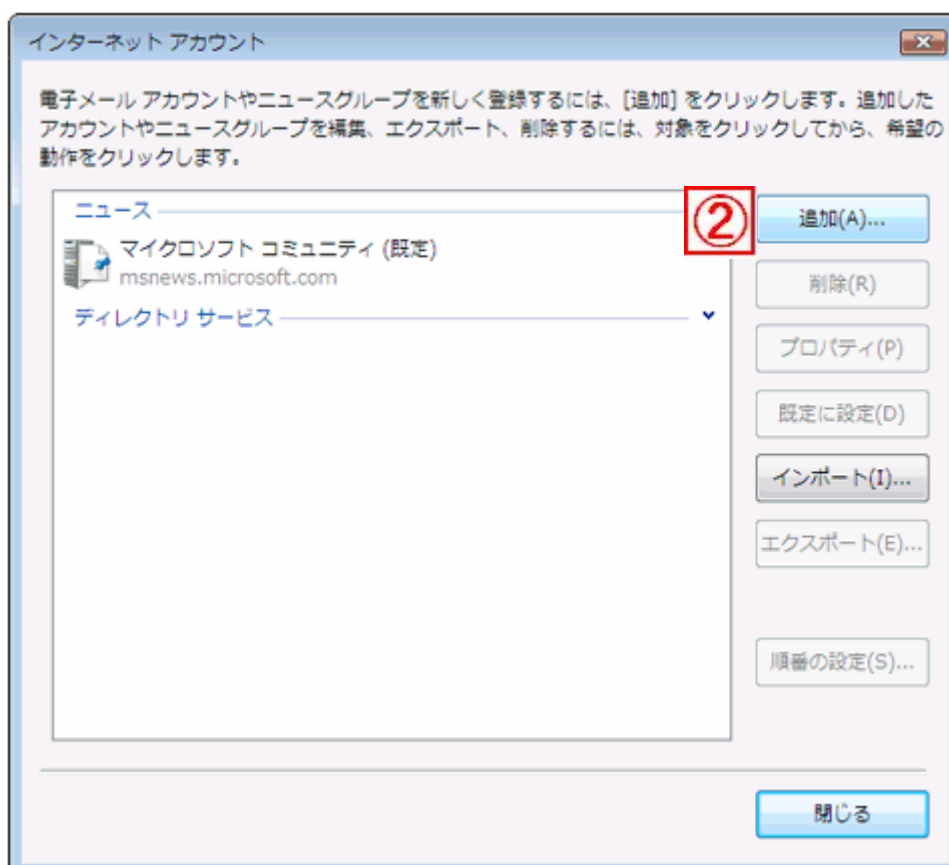 インターネット アカウント
電子メール アカウントやニュースグループを新しく登録するには、[追加] をクリックします。追加した
アカウントやニュースグループを編集、エクスポート、削除するには、対象をクリックしてから、希望の
動作をクリックします。
ニュース
② 追加(A)...
マイクロソフト コミュニティ (既定)
msnews.microsoft.com
削除(R)
ディレクトリ サービス
プロパティ(P)
既定に設定(D)
インポート(I)...
エクスポート(E)...
順番の設定(S)...
閉じる